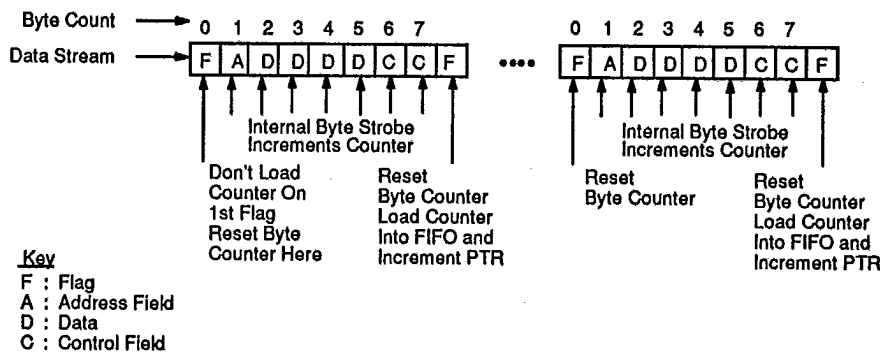 Byte Count 0 1 2 3 4 5 6 7 0 1 2 3 4 5 6 7
Data Stream F A D D D D C C F •••• F A D D D D C C F
Internal Byte Strobe
Increments Counter
Internal Byte Strobe
Increments Counter
Don't Load
Counter On
1st Flag
Reset Byte
Counter Here
Reset
Byte Counter
Load Counter
Into FIFO and
Increment PTR
Reset
Byte Counter
Reset
Byte Counter
Load Counter
Into FIFO and
Increment PTR
Key
F : Flag
A : Address Field
D : Data
C : Control Field